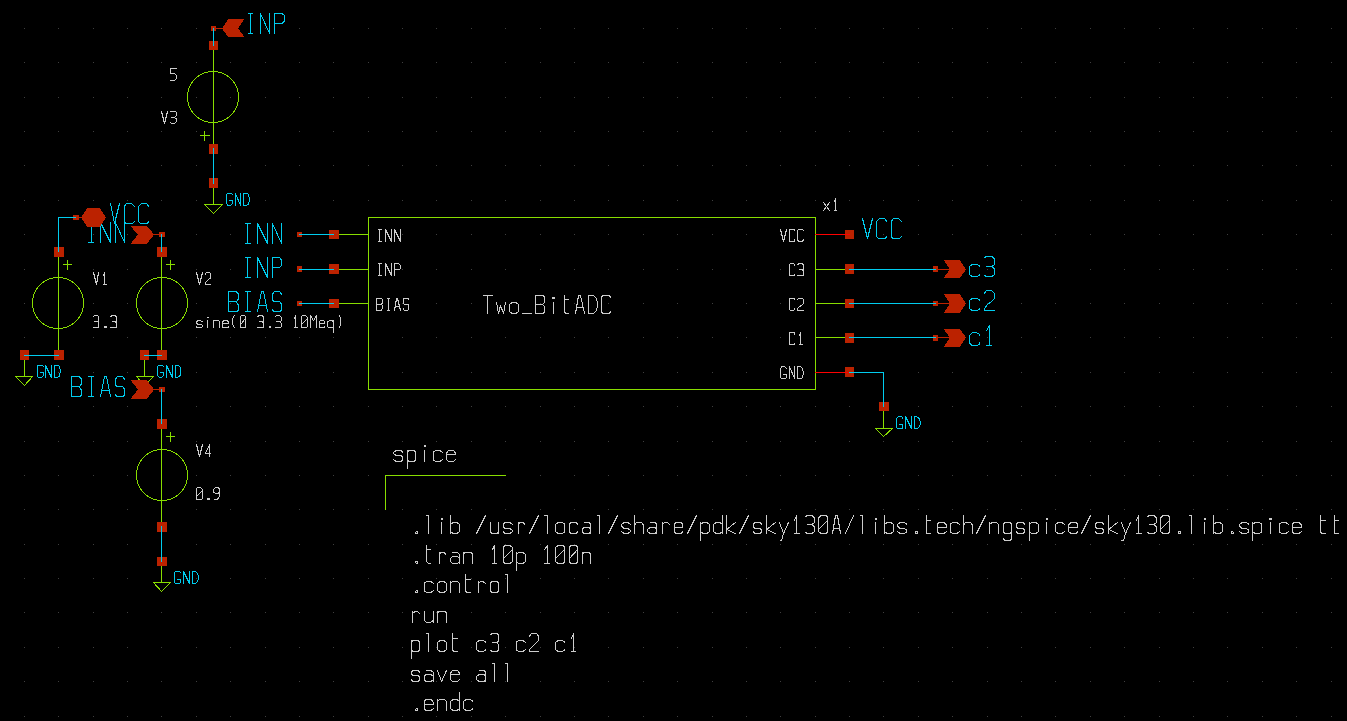 INP
5
V3
+
GND
VCC
INN
+
V1
3.3
GND
+
V2
sine(0 3.3 10Meq)
GND
BIAS
+
V4
0.9
GND
INN
INP
BIAS
x1
INN
INP
BIAS
Two_BitADC
VCC
C3
C2
C1
GND
VCC
c3
c2
c1
GND
spice
.lib /usr/local/share/pdk/sky130A/libs.tech/ngspice/sky130.lib.spice tt
.tran 10p 100n
.control
run
plot c3 c2 c1
save all
.endc